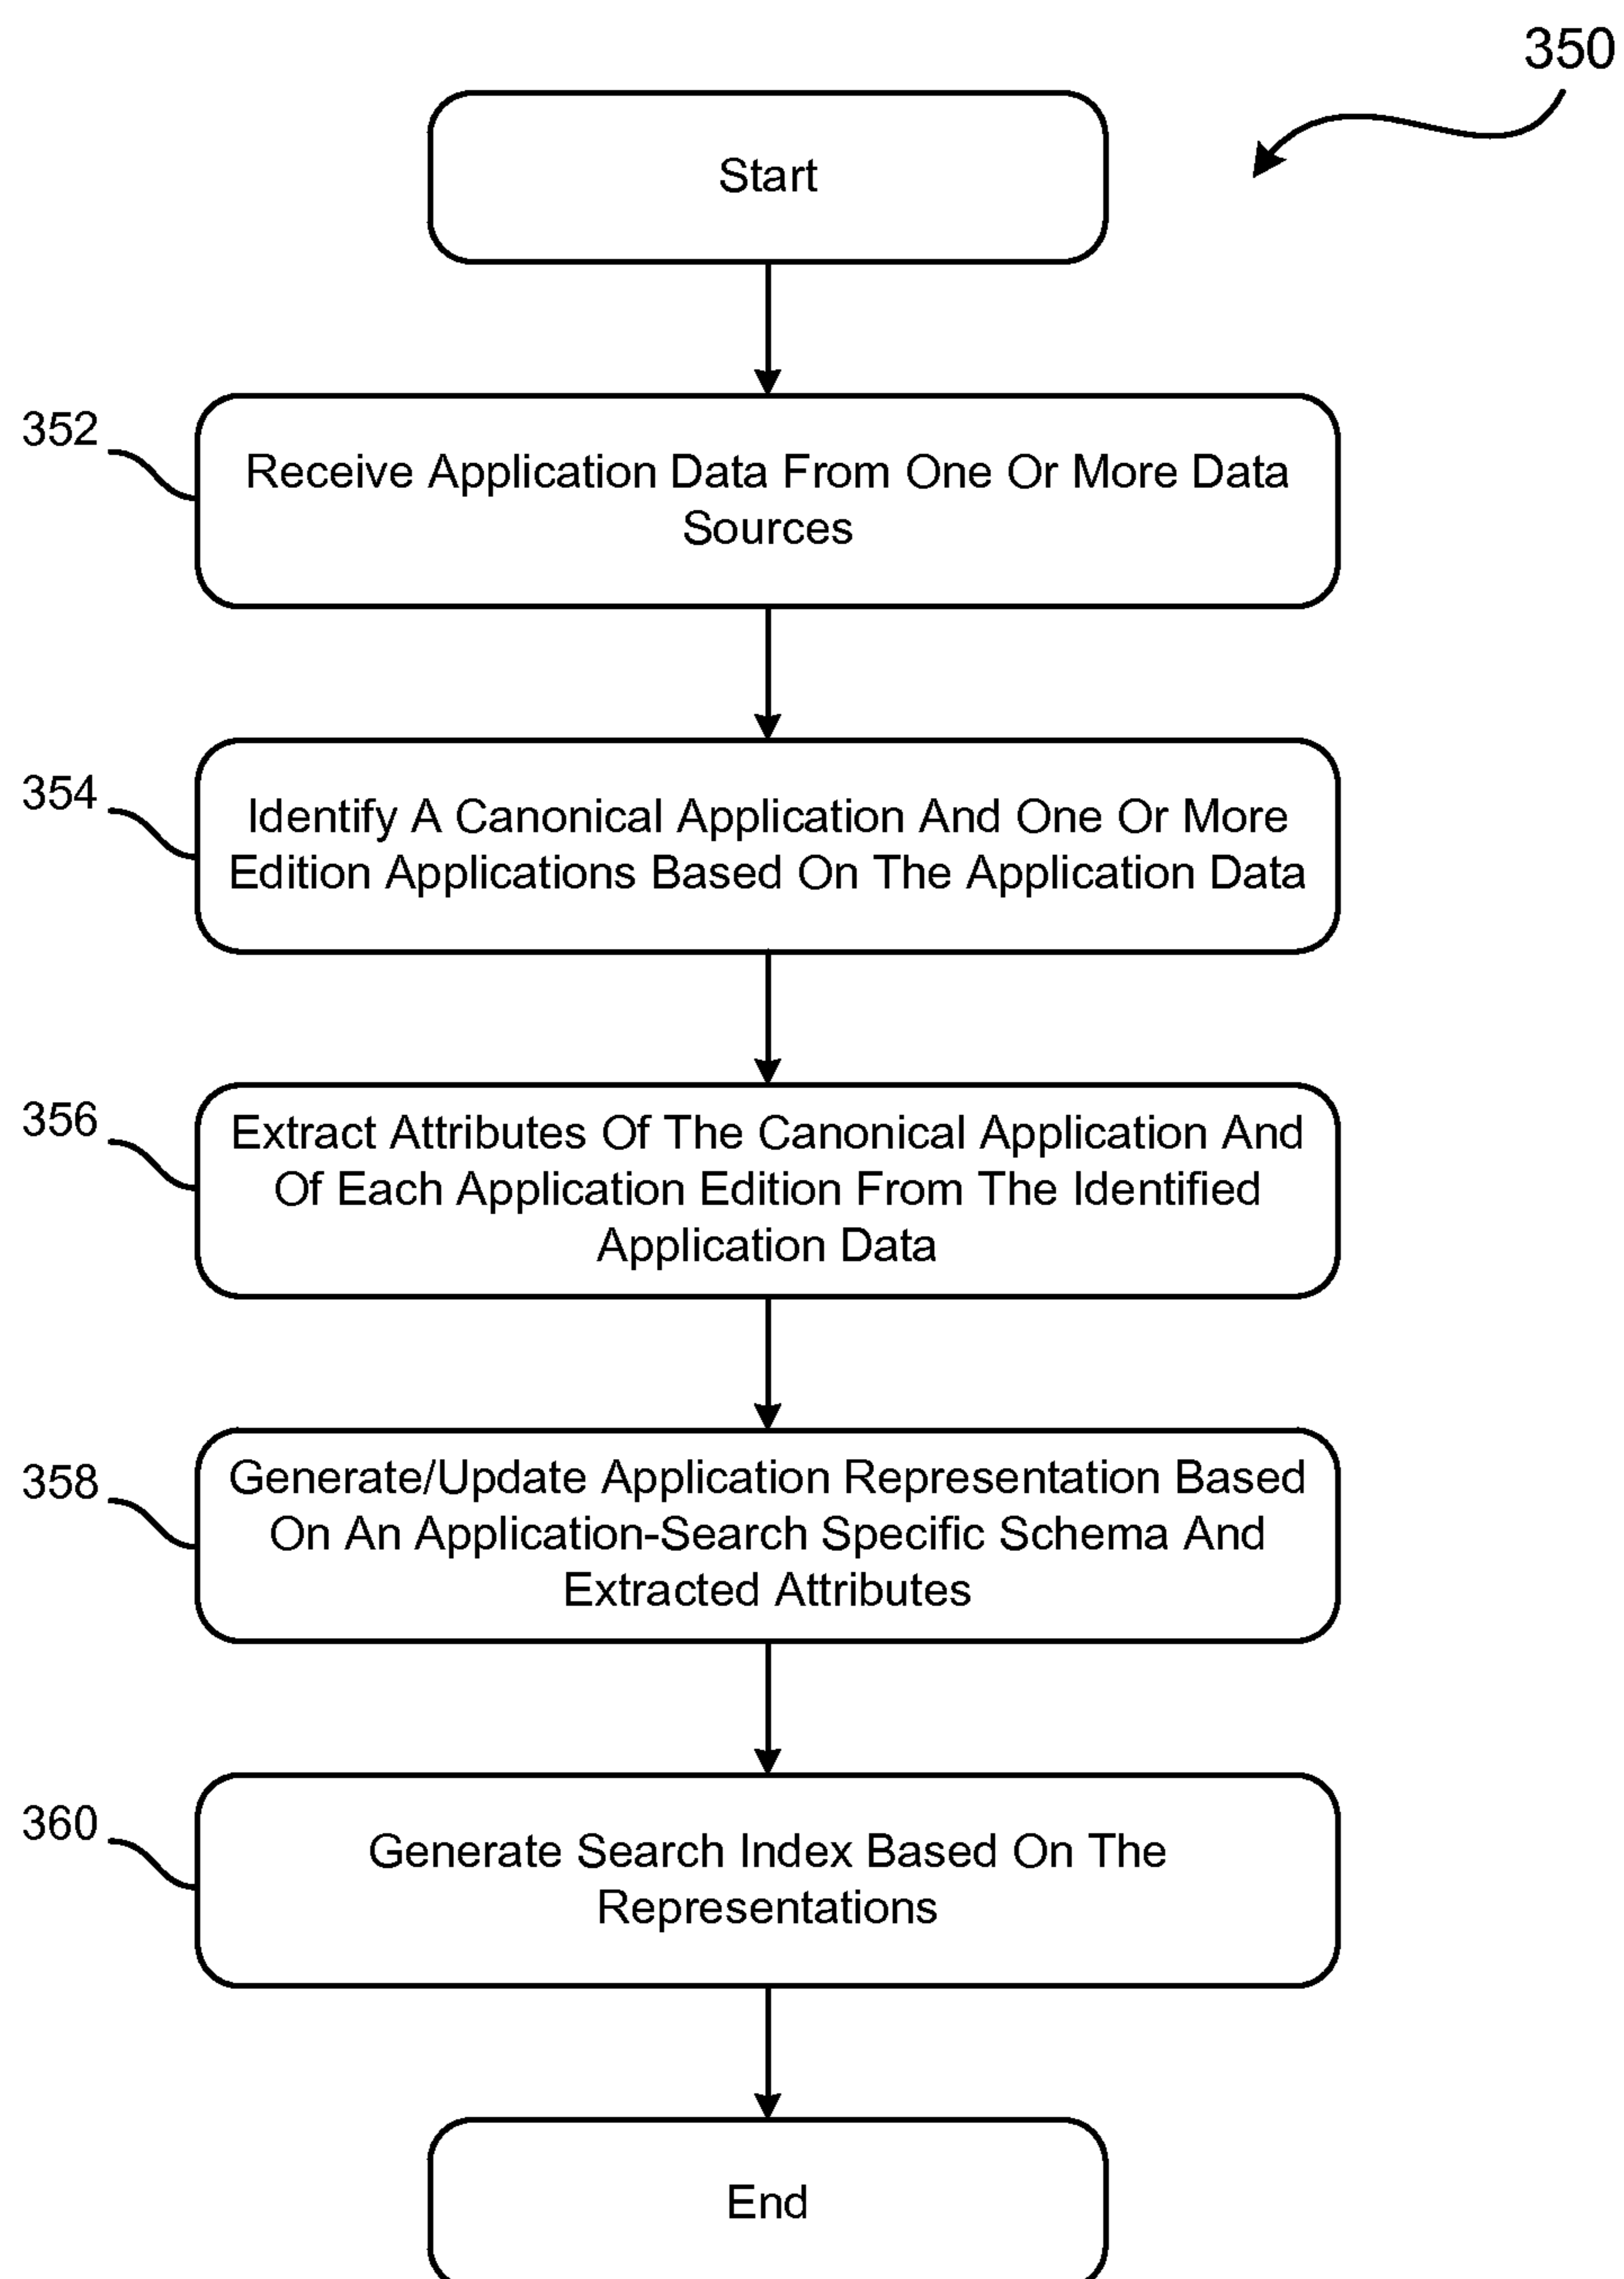 350
Start
352
Receive Application Data From One Or More Data
Sources
354
Identify A Canonical Application And One Or More
Edition Applications Based On The Application Data
356
Extract Attributes Of The Canonical Application And
Of Each Application Edition From The Identified
Application Data
358
Generate/Update Application Representation Based
On An Application-Search Specific Schema And
Extracted Attributes
360
Generate Search Index Based On The
Representations
End